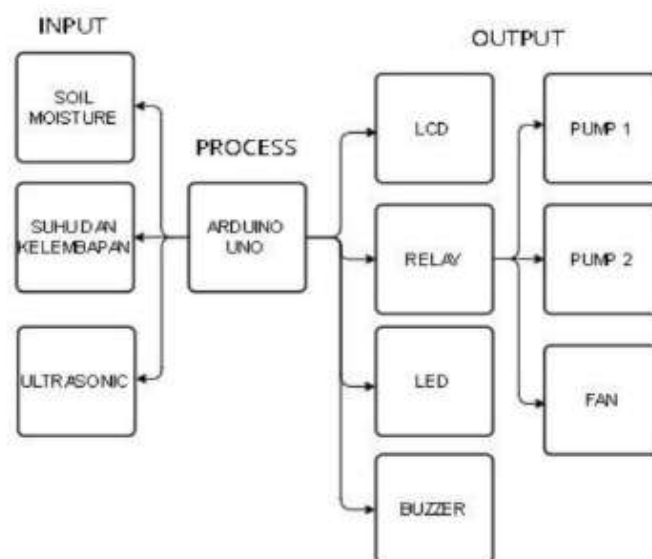 INPUT
SOIL
MOISTURE
SUHU DAN
KELEMBAPAN
ULTRASONIC
PROCESS
ARDUINO
UNO
OUTPUT
LCD
RELAY
LED
BUZZER
PUMP 1
PUMP 2
FAN